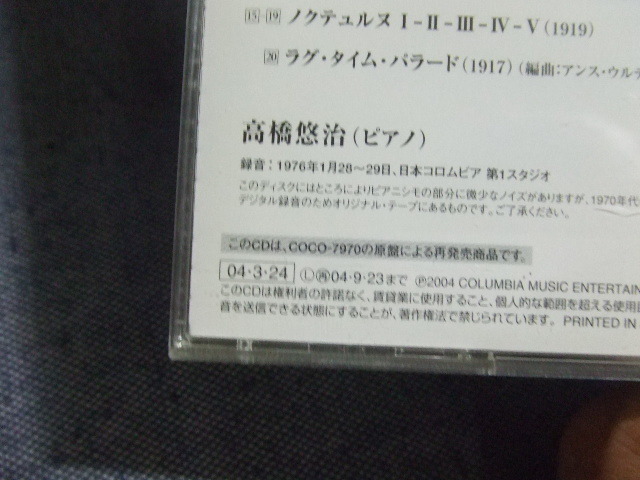 15 19 ノクテュルヌ I-II-III-IV-V(1919)
20 ラグ・タイム・パラード(1917)(編曲:アンス・ウルデ
高橋悠治(ピアノ)
録音:1976年1月28〜29日、日本コロムビア 第1スタジオ
このディスクにはところによりピアニシモの部分に微少なノイズがありますが、1970年代
デジタル録音のためオリジナル・テープにあるものです。ご了承ください。
このCDは、COCO-7970の原盤による再発売商品です。
04・3・24 Ⓛ㋾04・9・23まで ℗2004 COLUMBIA MUSIC ENTERTAIN
このCDは権利者の許諾なく、賃貸業に使用すること、個人的な範囲を超える使用目
音を送信できる状態にすることが、著作権法で禁じられています。 PRINTED IN